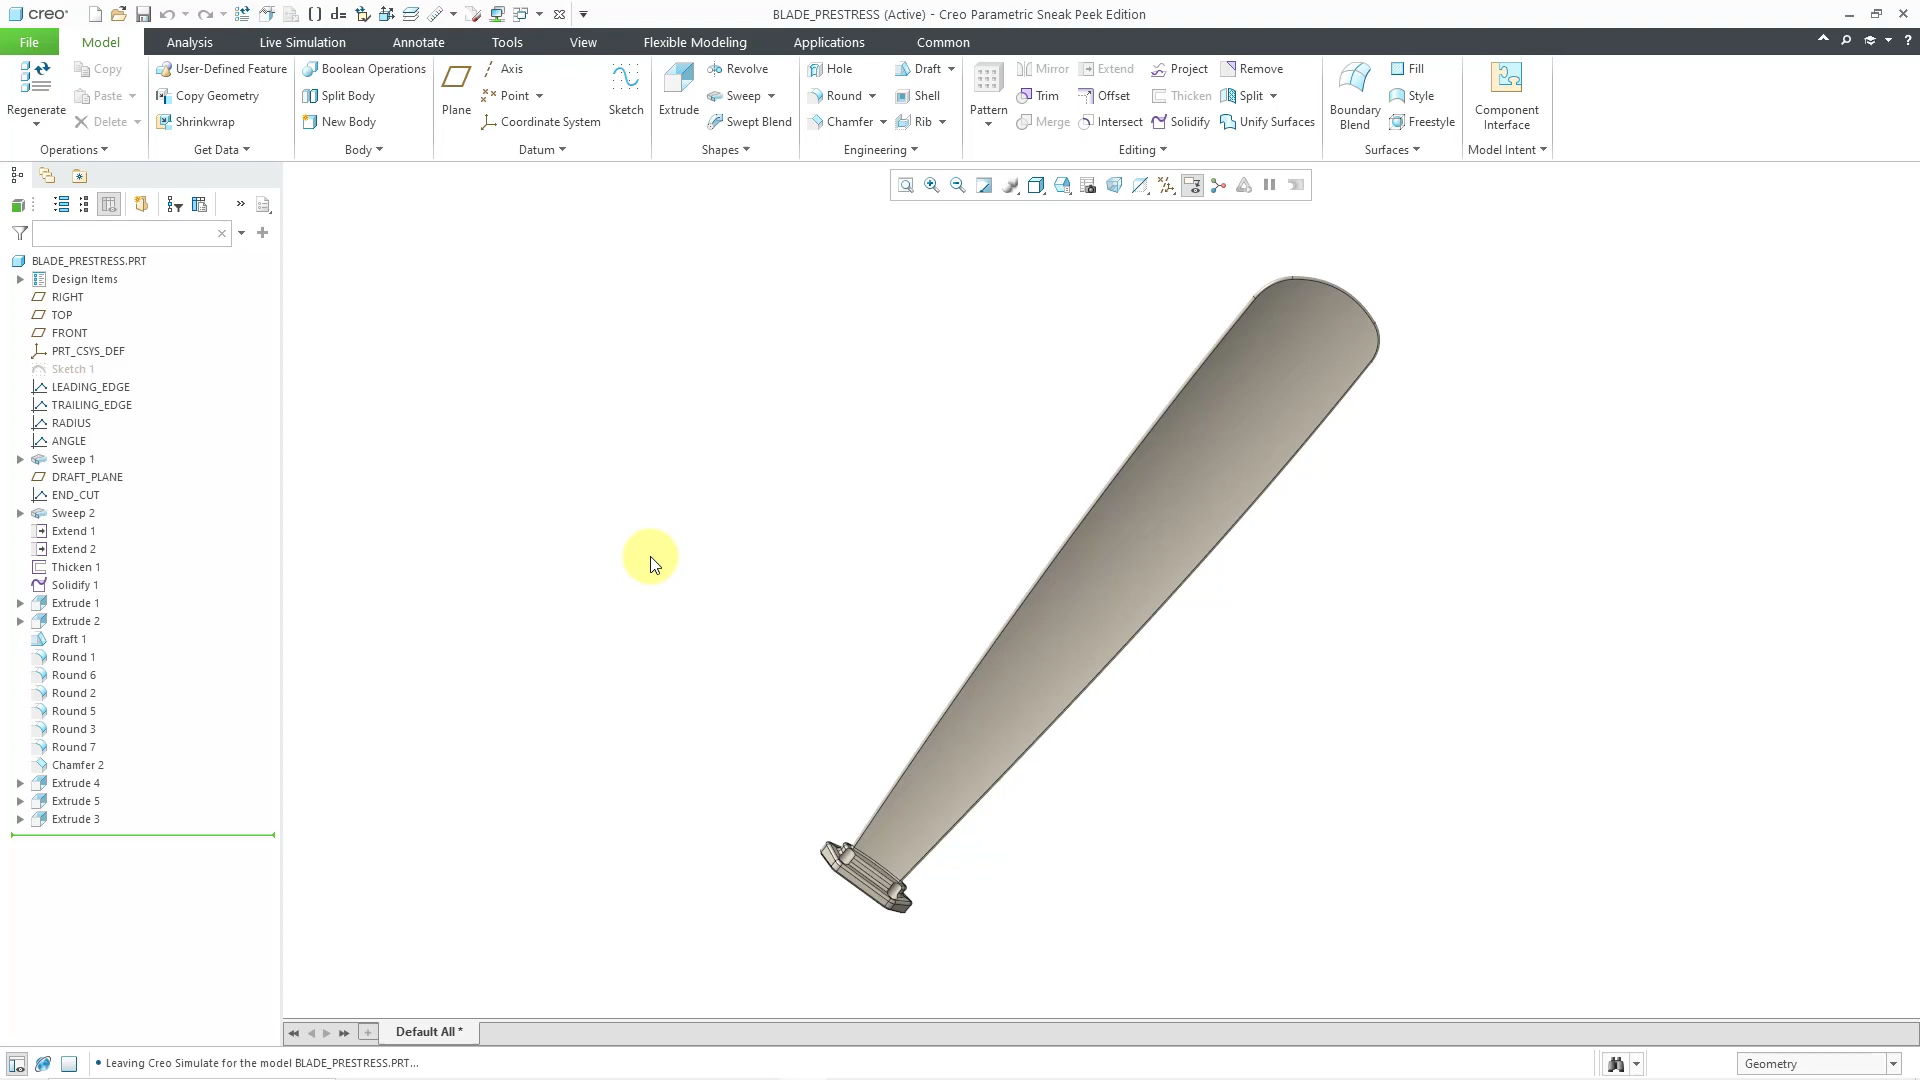 creo
BLADE_PRESTRESS (Active) - Creo Parametric Sneak Peek Edition
File Model Analysis Live Simulation Annotate Tools View Flexible Modeling Applications Common
Regenerate
Copy
Paste
Delete
Operations
User-Defined Feature
Copy Geometry
Shrinkwrap
Get Data
Boolean Operations
Split Body
New Body
Body
Plane
Axis
Point
Coordinate System
Sketch
Datum
Extrude
Revolve
Sweep
Swept Blend
Shapes
Hole
Round
Chamfer
Draft
Shell
Rib
Engineering
Pattern
Mirror
Trim
Merge
Extend
Offset
Intersect
Project
Thicken
Solidify
Remove
Split
Unify Surfaces
Editing
Boundary
Blend
Fill
Style
Freestyle
Surfaces
Component
Interface
Model Intent
BLADE_PRESTRESS.PRT
Design Items
RIGHT
TOP
FRONT
PRT_CSYS_DEF
Sketch 1
LEADING_EDGE
TRAILING_EDGE
RADIUS
ANGLE
Sweep 1
DRAFT_PLANE
END_CUT
Sweep 2
Extend 1
Extend 2
Thicken 1
Solidify 1
Extrude 1
Extrude 2
Draft 1
Round 1
Round 6
Round 2
Round 5
Round 3
Round 7
Chamfer 2
Extrude 4
Extrude 5
Extrude 3
Default All *
• Leaving Creo Simulate for the model BLADE_PRESTRESS.PRT...
Geometry